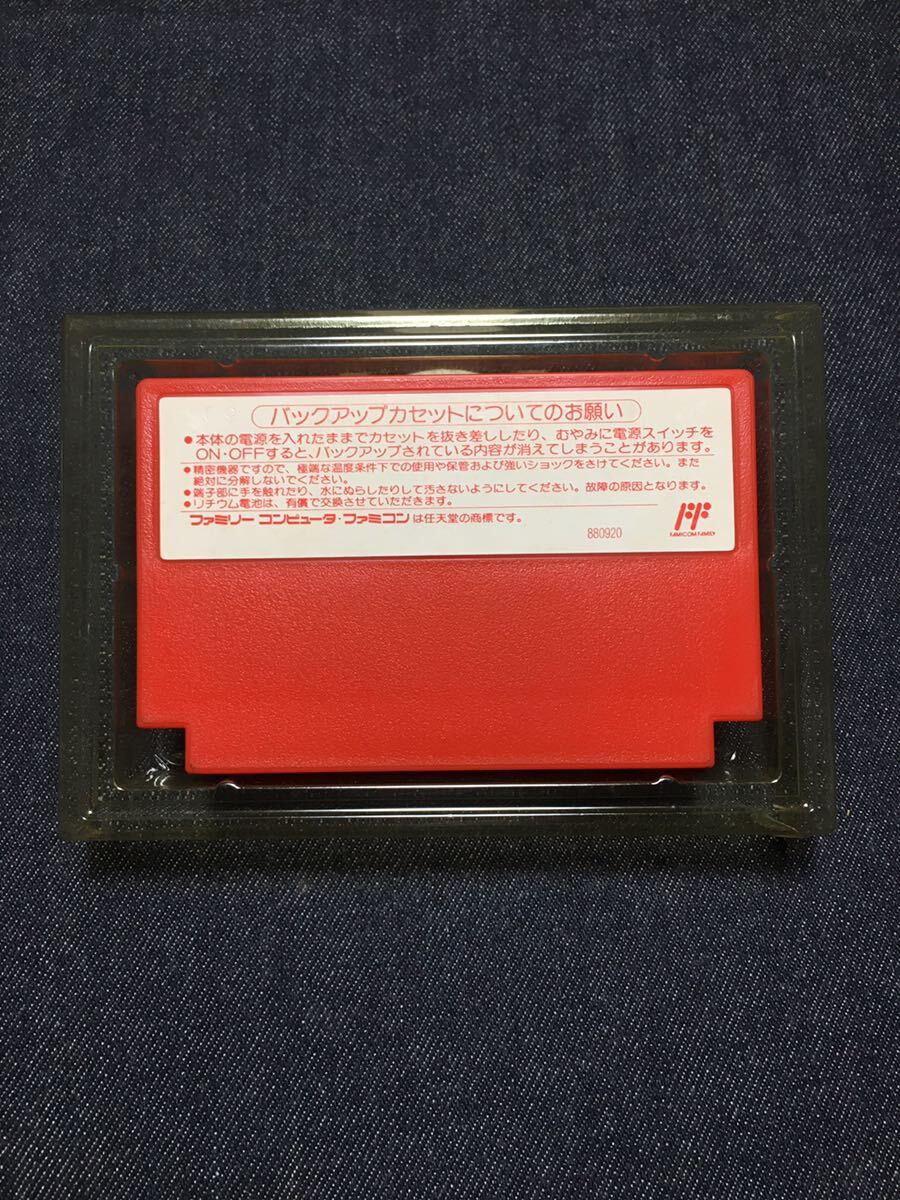 バックアップカセットについてのお願い
●本体の電源を入れたままでカセットを抜き差ししたり、むやみに電源スイッチを
ON・OFFすると、バックアップされている内容が消えてしまうことがあります。
●精密機器ですので、極端な温度条件下での使用や保管および強いショックをさけてください。また
絶対に分解しないでください。
●端子部に手を触れたり、水にぬらしたりして汚さないようにしてください。故障の原因となります。
●リチウム電池は、有償で交換させていただきます。
ファミリー コンピュータ・ファミコンは任天堂の商標です。
880920
FAMICOM FAMILY